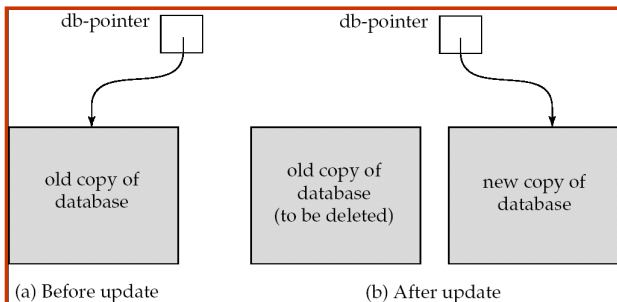 db-pointer
old copy of
database
(a) Before update
db-pointer
old copy of
database
(to be deleted)
new copy of
database
(b) After update